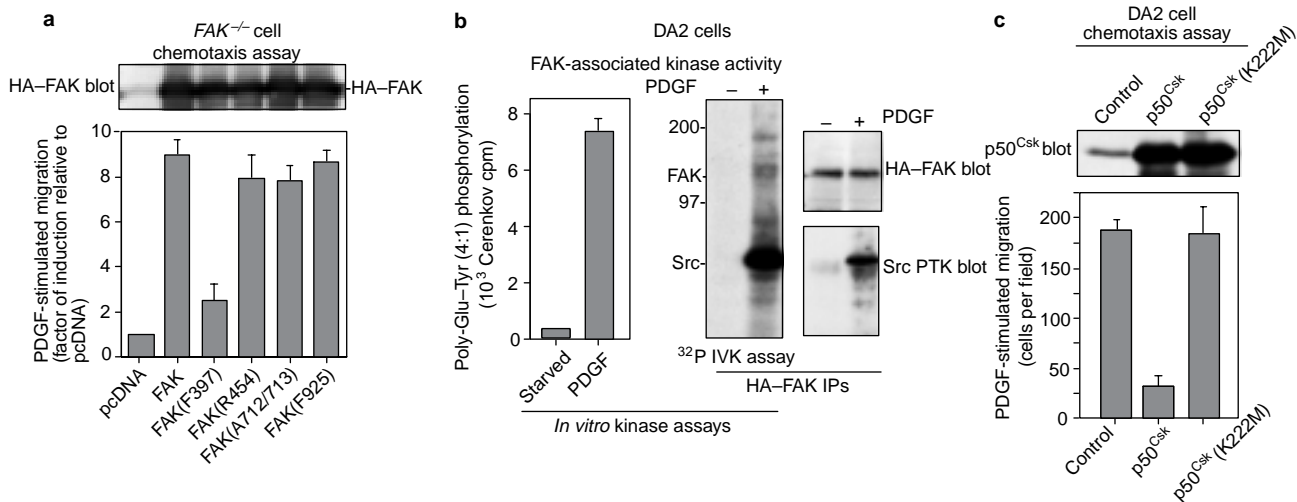 a
FAK–/– cell
chemotaxis assay
HA–FAK blot
-HA–FAK
PDGF-stimulated migration
(factor of induction relative to
pcDNA)
10
8
6
4
2
0
pcDNA
FAK
FAK(F397)
FAK(R454)
FAK(A712/713)
FAK(F925)
b
DA2 cells
FAK-associated kinase activity
Poly-Glu–Tyr (4:1) phosphorylation
(10³ Cerenkov cpm)
8
6
4
2
0
Starved
PDGF
PDGF – +
200-
FAK-
97-
Src-
³²P IVK assay
In vitro kinase assays
– + PDGF
HA–FAK blot
Src PTK blot
HA–FAK IPs
c
DA2 cell
chemotaxis assay
Control
p50Csk
p50Csk (K222M)
p50Csk blot
PDGF-stimulated migration
(cells per field)
200
150
100
50
0
Control
p50Csk
p50Csk (K222M)